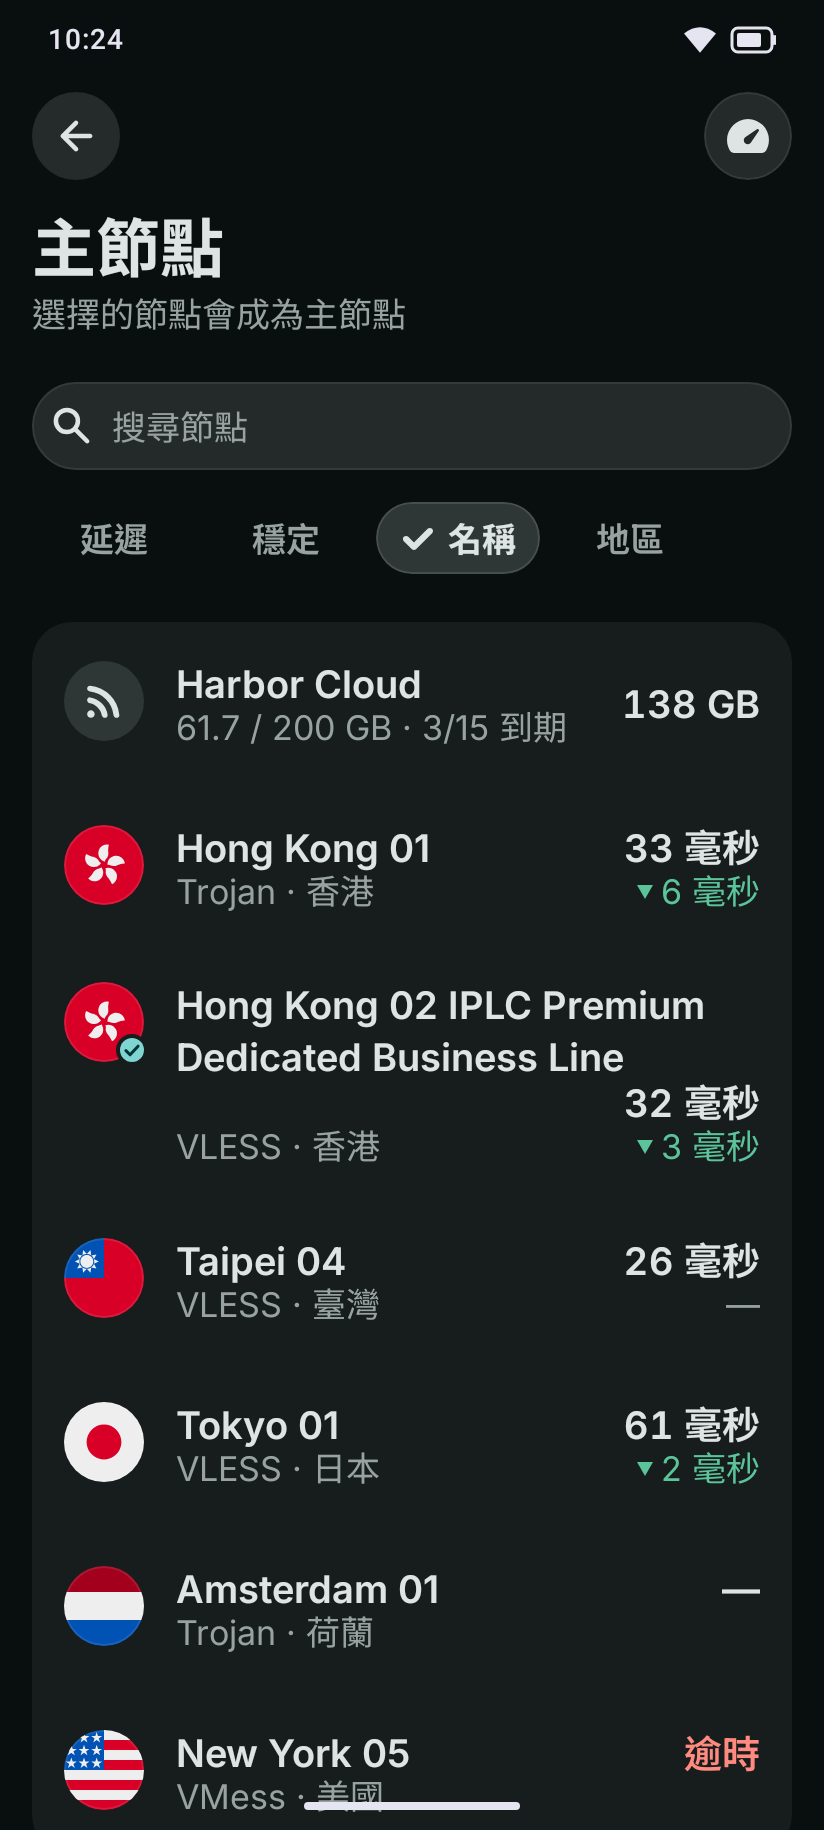 10:24
主節點
選擇的節點會成為主節點
搜尋節點
延遲
穩定
名稱
地區
Harbor Cloud
138 GB
61.7 / 200 GB · 3/15 到期
Hong Kong 01
33 毫秒
Trojan · 香港
▼6 毫秒
Hong Kong 02 IPLC Premium
Dedicated Business Line
32 毫秒
VLESS · 香港
▼3 毫秒
Taipei 04
26 毫秒
VLESS · 臺灣
—
Tokyo 01
61 毫秒
VLESS · 日本
▼2 毫秒
Amsterdam 01
—
Trojan · 荷蘭
New York 05
逾時
VMess · 美國